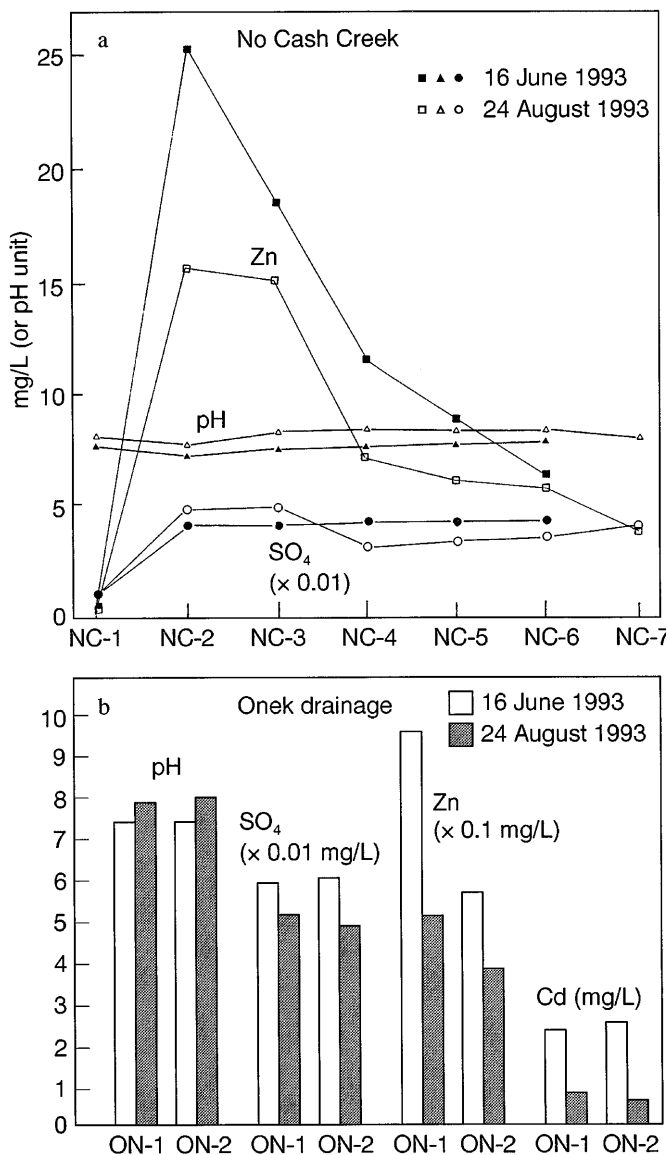 a No Cash Creek
25
20
15
10
5
0
mg/L (or pH unit)
16 June 1993
24 August 1993
Zn
pH
SO₄
(× 0.01)
NC-1 NC-2 NC-3 NC-4 NC-5 NC-6 NC-7
b Onek drainage
10
9
8
7
6
5
4
3
2
1
0
16 June 1993
24 August 1993
pH
SO₄
(× 0.01 mg/L)
Zn
(× 0.1 mg/L)
Cd (mg/L)
ON-1 ON-2 ON-1 ON-2 ON-1 ON-2 ON-1 ON-2